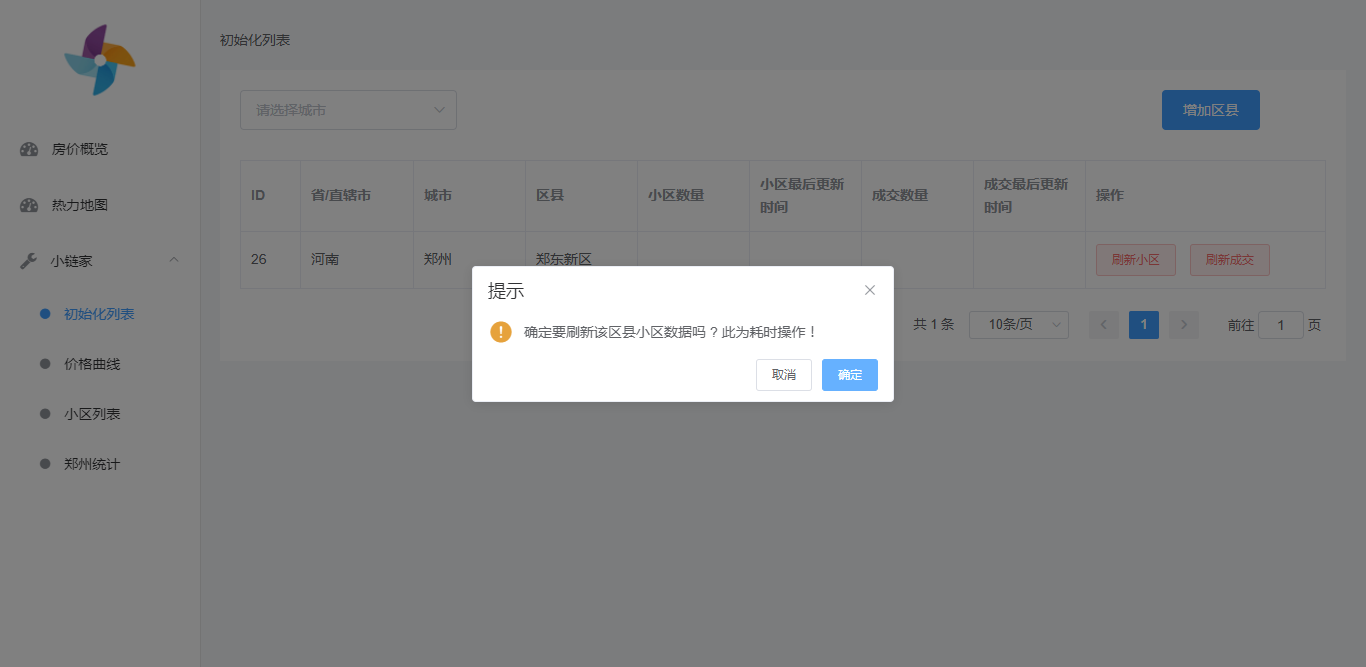 初始化列表
请选择城市
增加区县
房价概览
热力地图
小链家
初始化列表
价格曲线
小区列表
郑州统计
ID 省/直辖市 城市 区县 小区数量 小区最后更新时间 成交数量 成交最后更新时间 操作
26 河南 郑州 郑东新区 刷新小区 刷新成交
共 1 条 10条/页 1 前往 1 页
提示
确定要刷新该区县小区数据吗？此为耗时操作！
取消 确定